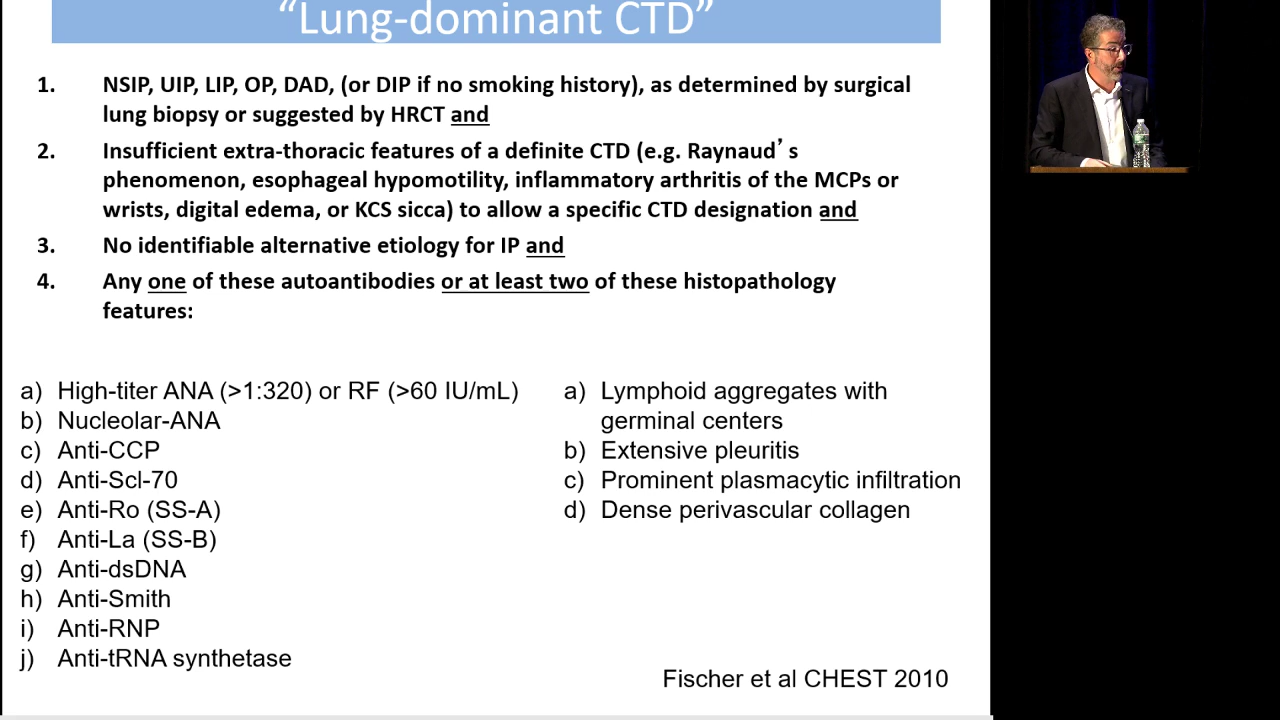 “Lung-dominant CTD”
1. NSIP, UIP, LIP, OP, DAD, (or DIP if no smoking history), as determined by surgical
lung biopsy or suggested by HRCT and
2. Insufficient extra-thoracic features of a definite CTD (e.g. Raynaud’s
phenomenon, esophageal hypomotility, inflammatory arthritis of the MCPs or
wrists, digital edema, or KCS sicca) to allow a specific CTD designation and
3. No identifiable alternative etiology for IP and
4. Any one of these autoantibodies or at least two of these histopathology
features:
a) High-titer ANA (>1:320) or RF (>60 IU/mL)
b) Nucleolar-ANA
c) Anti-CCP
d) Anti-Scl-70
e) Anti-Ro (SS-A)
f) Anti-La (SS-B)
g) Anti-dsDNA
h) Anti-Smith
i) Anti-RNP
j) Anti-tRNA synthetase
a) Lymphoid aggregates with
germinal centers
b) Extensive pleuritis
c) Prominent plasmacytic infiltration
d) Dense perivascular collagen
Fischer et al CHEST 2010